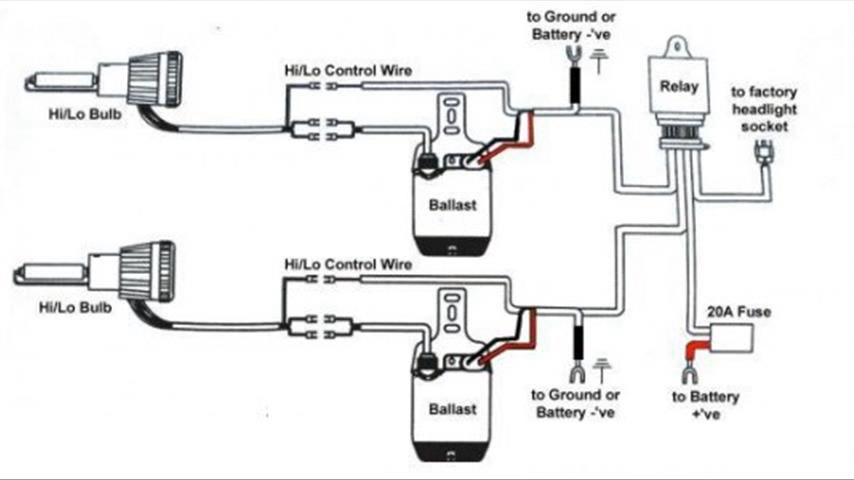 to Ground or
Battery -'ve
Hi/Lo Control Wire
Relay
to factory
headlight
socket
Hi/Lo Bulb
Ballast
Hi/Lo Control Wire
Hi/Lo Bulb
20A Fuse
to Ground or
Battery -'ve
to Battery
+'ve
Ballast